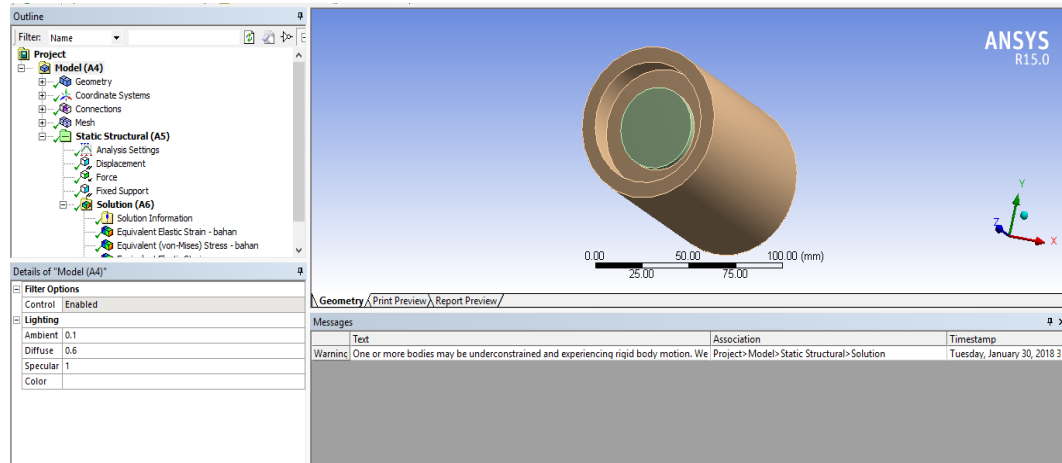 Outline
Filter: Name
Project
Model (A4)
Geometry
Coordinate Systems
Connections
Mesh
Static Structural (A5)
Analysis Settings
Displacement
Force
Fixed Support
Solution (A6)
Solution Information
Equivalent Elastic Strain - bahan
Equivalent (von-Mises) Stress - bahan
Details of "Model (A4)"
Filter Options
Control Enabled
Lighting
Ambient 0.1
Diffuse 0.6
Specular 1
Color
ANSYS
R15.0
Y
Z
X
0.00 50.00 100.00 (mm)
25.00 75.00
Geometry Print Preview Report Preview
Messages
Text Association Timestamp
Warninc One or more bodies may be underconstrained and experiencing rigid body motion. We Project>Model>Static Structural>Solution Tuesday, January 30, 2018 3